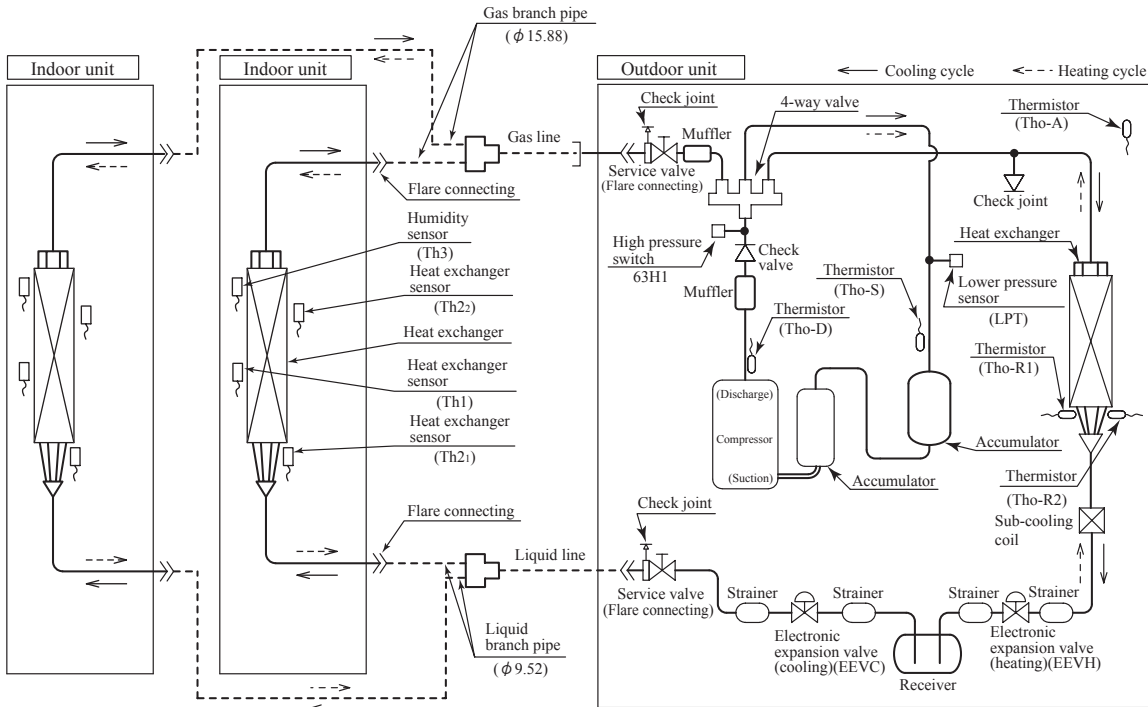 Gas branch pipe
(ϕ 15.88)
Indoor unit
Indoor unit
Outdoor unit
Cooling cycle
Heating cycle
Check joint
4-way valve
Thermistor
(Tho-A)
Muffler
Gas line
Service valve
(Flare connecting)
Flare connecting
Check joint
Humidity
sensor
(Th3)
High pressure
switch
63H1
Check
valve
Heat exchanger
Heat exchanger
sensor
(Th2₂)
Muffler
Thermistor
(Tho-S)
Lower pressure
sensor
(LPT)
Thermistor
(Tho-D)
Heat exchanger
Thermistor
(Tho-R1)
Heat exchanger
sensor
(Th1)
(Discharge)
Compressor
(Suction)
Heat exchanger
sensor
(Th2₁)
Accumulator
Accumulator
Thermistor
(Tho-R2)
Check joint
Flare connecting
Sub-cooling
coil
Liquid line
Service valve
(Flare connecting)
Strainer
Strainer
Strainer
Strainer
Electronic
expansion valve
(cooling)(EEVC)
Electronic
expansion valve
(heating)(EEVH)
Liquid
branch pipe
(ϕ9.52)
Receiver